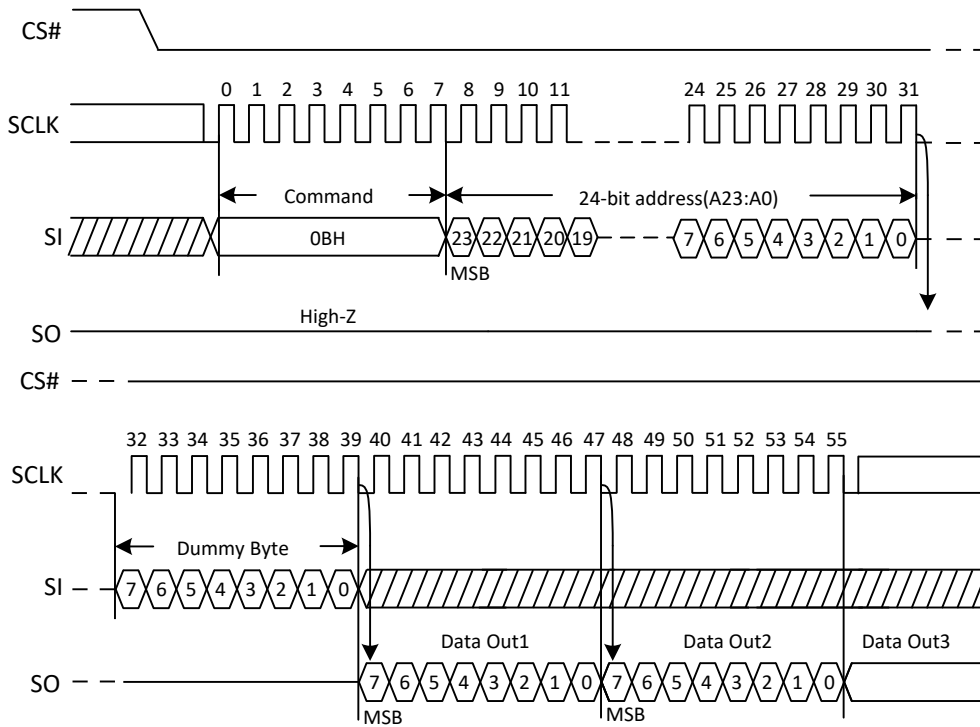 CS#
0 1 2 3 4 5 6 7 8 9 10 11 24 25 26 27 28 29 30 31
SCLK
Command 24-bit address(A23:A0)
SI 0BH 23 22 21 20 19 7 6 5 4 3 2 1 0
MSB
High-Z
SO
CS#
32 33 34 35 36 37 38 39 40 41 42 43 44 45 46 47 48 49 50 51 52 53 54 55
SCLK
Dummy Byte
SI 7 6 5 4 3 2 1 0
Data Out1 Data Out2 Data Out3
SO 7 6 5 4 3 2 1 0 7 6 5 4 3 2 1 0
MSB MSB